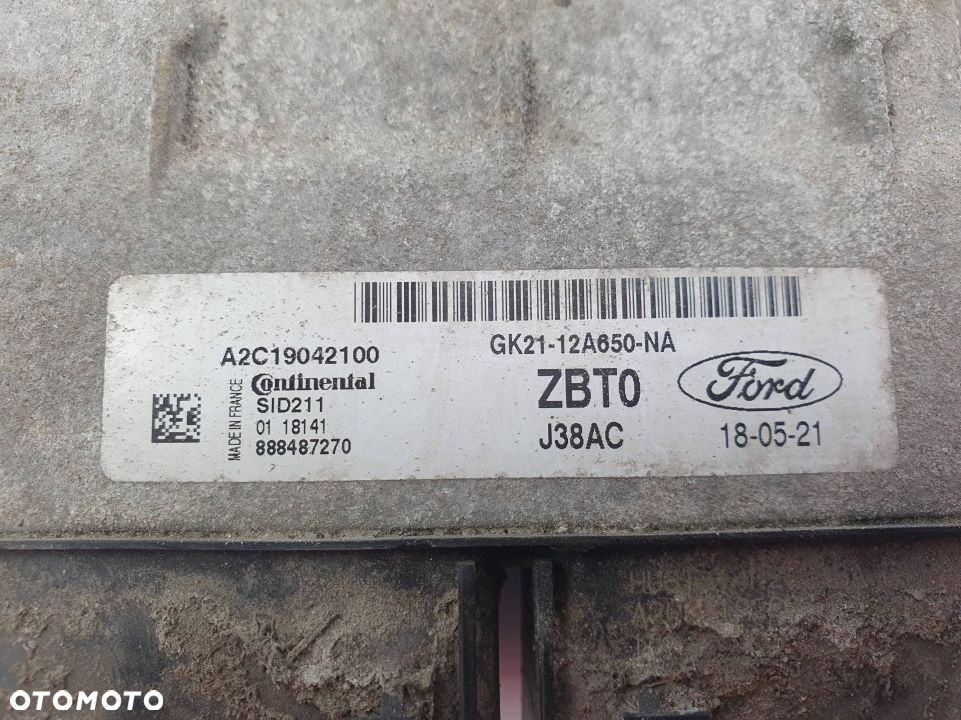 GK21-12A650-NA
A2C19042100
Continental
SID211
01 18141
888487270
MADE IN FRANCE
ZBT0
J38AC
Ford
18-05-21
OTOMOTO